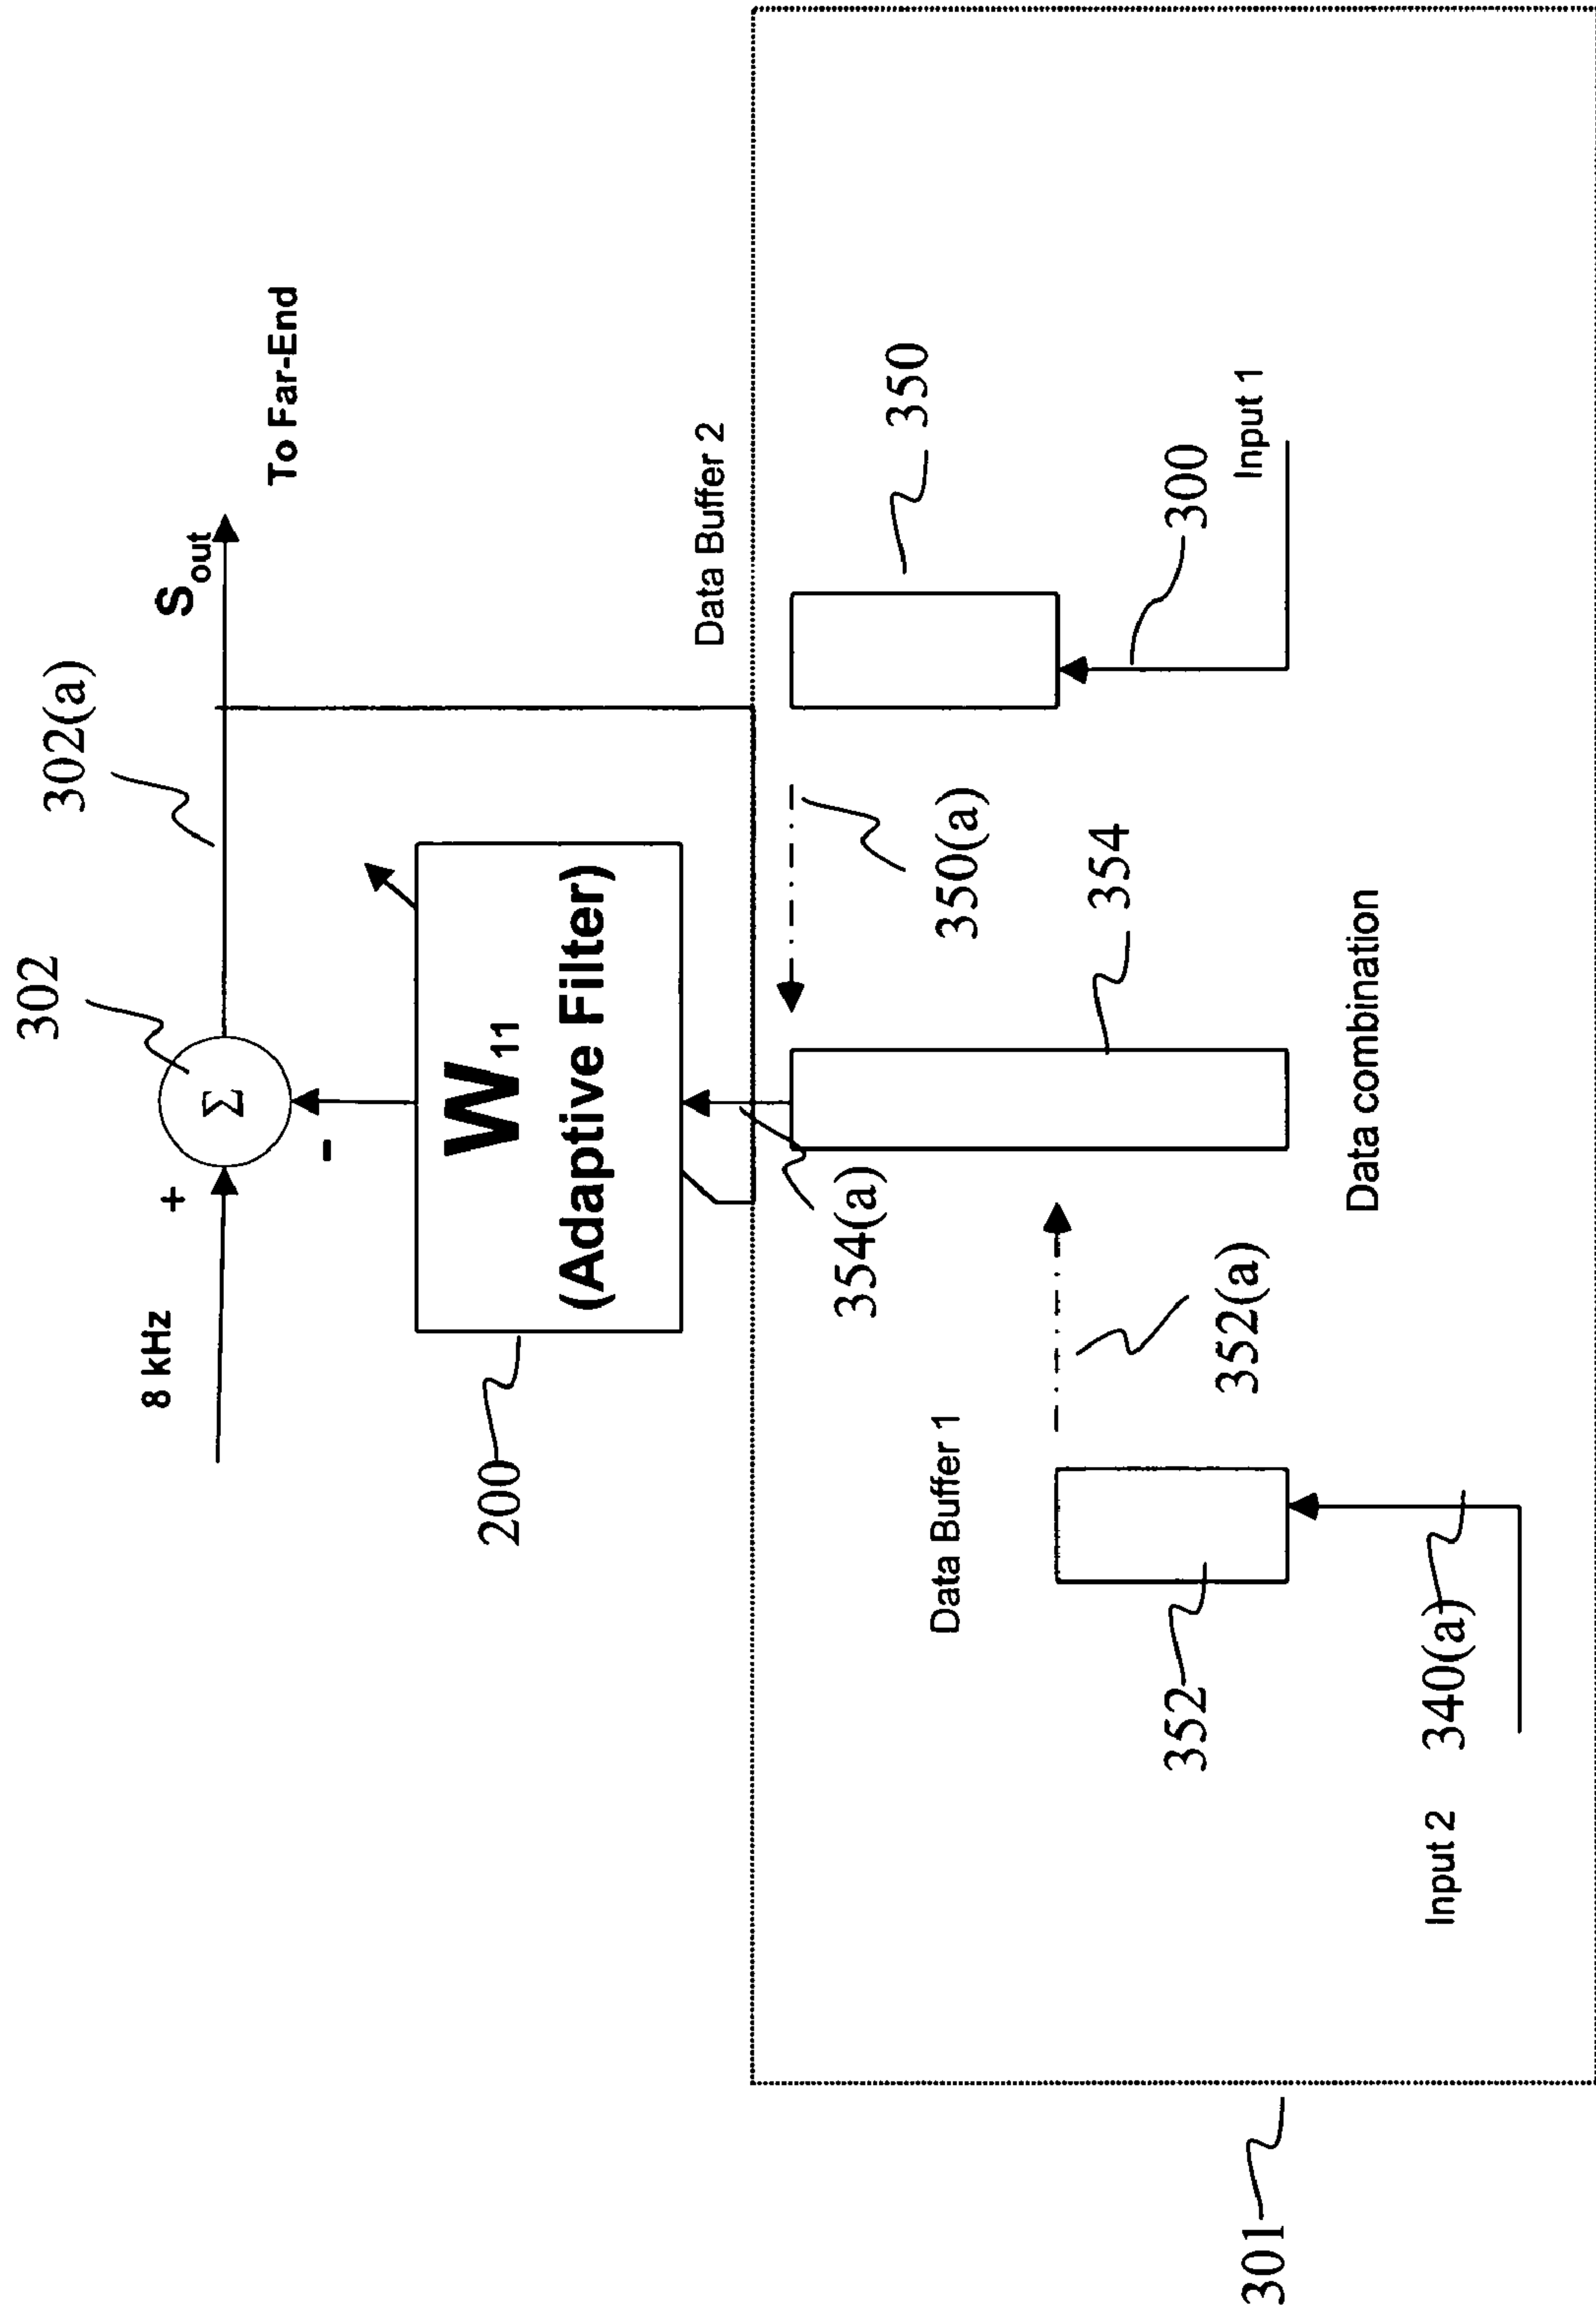 302
302(a)
8 kHz
+
Σ
S out
To Far-End
-
200
W 11
(Adaptive Filter)
Data Buffer 2
354(a)
350(a)
350
Data Buffer 1
354
352(a)
300
352
Input 1
301
340(a)
Data combination
Input 2